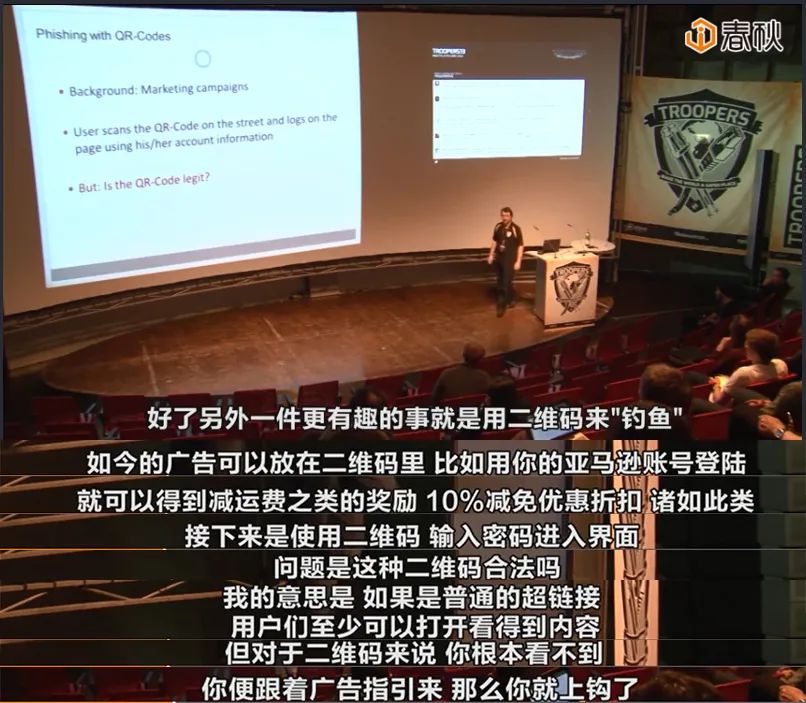 春秋
Phishing with QR-Codes
• Background: Marketing campaigns
• User scans the QR-Code on the street and logs on the
page using his/her account information
• But: Is the QR-Code legit?
TROOPERS13
TROOPERS
MAKE THE WORLD A SAFER PLACE
TROOPERS
TROOPERS
好了另外一件更有趣的事就是用二维码来"钓鱼"
如今的广告可以放在二维码里 比如用你的亚马逊账号登陆
就可以得到减运费之类的奖励 10%减免优惠折扣 诸如此类
接下来是使用二维码 输入密码进入界面
问题是这种二维码合法吗
我的意思是 如果是普通的超链接
用户们至少可以打开看得到内容
但对于二维码来说 你根本看不到
你便跟着广告指引来 那么你就上钩了